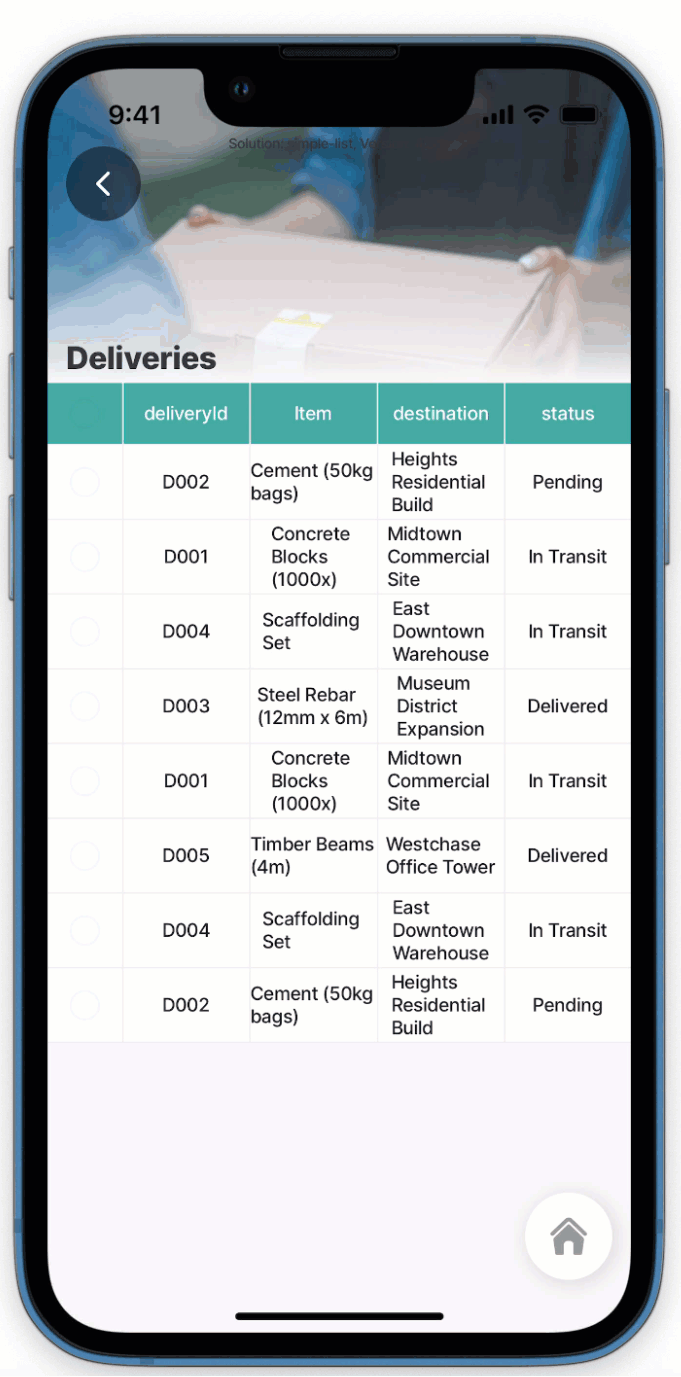 9:41
Solution: simple-list, Ve
Deliveries
deliveryId Item destination status
D002 Cement (50kg bags) Heights Residential Build Pending
D001 Concrete Blocks (1000x) Midtown Commercial Site In Transit
D004 Scaffolding Set East Downtown Warehouse In Transit
D003 Steel Rebar (12mm x 6m) Museum District Expansion Delivered
D001 Concrete Blocks (1000x) Midtown Commercial Site In Transit
D005 Timber Beams (4m) Westchase Office Tower Delivered
D004 Scaffolding Set East Downtown Warehouse In Transit
D002 Cement (50kg bags) Heights Residential Build Pending